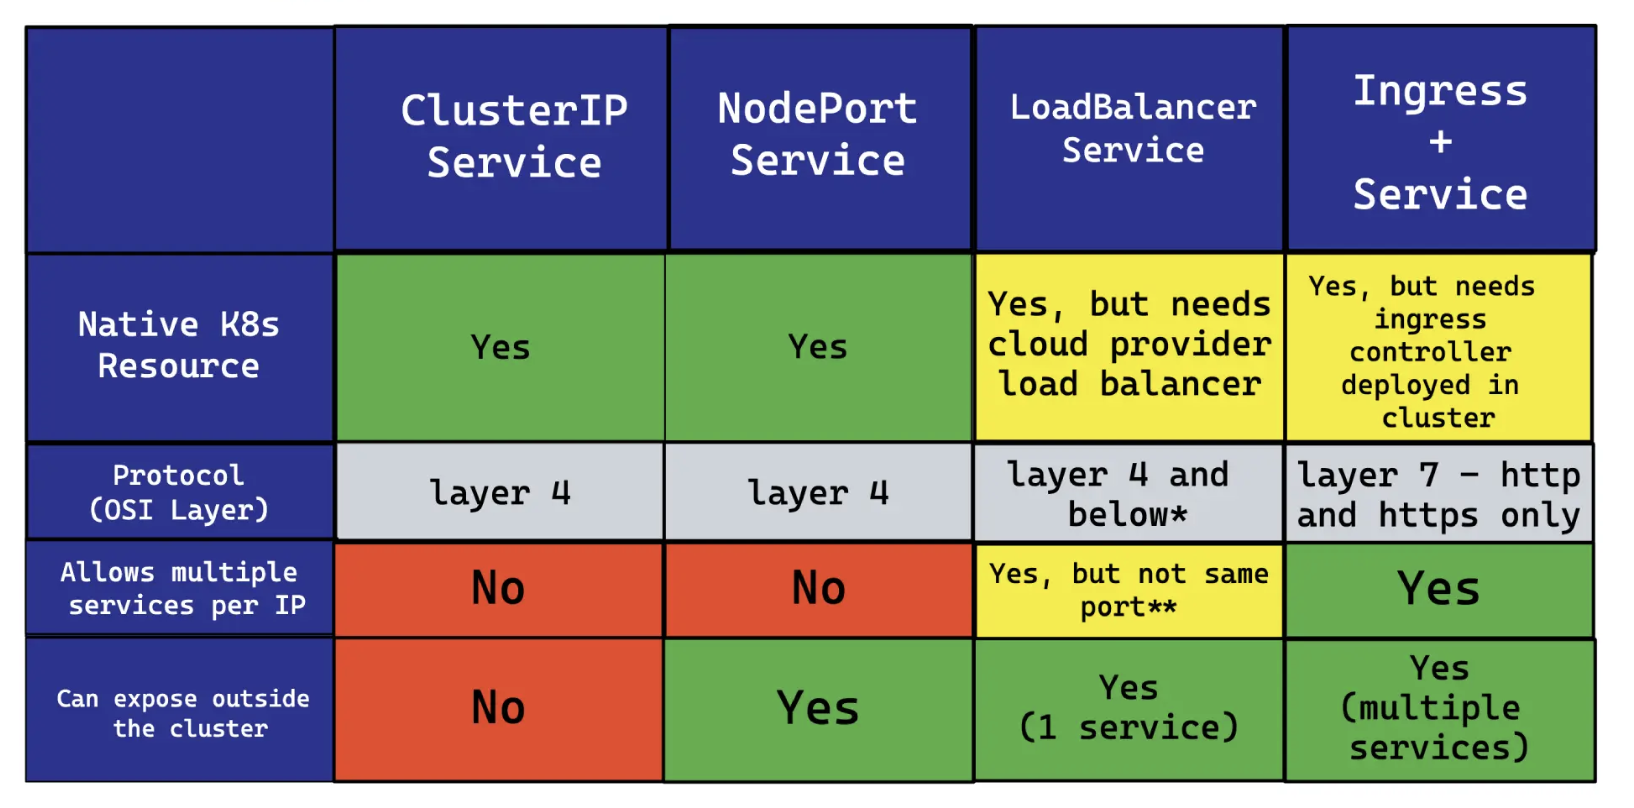 ClusterIP
Service
NodePort
Service
LoadBalancer
Service
Ingress
+
Service
Native K8s
Resource
Yes
Yes
Yes, but needs
cloud provider
load balancer
Yes, but needs
ingress
controller
deployed in
cluster
Protocol
(OSI Layer)
layer 4
layer 4
layer 4 and
below*
layer 7 – http
and https only
Allows multiple
services per IP
No
No
Yes, but not same
port**
Yes
Can expose outside
the cluster
No
Yes
Yes
(1 service)
Yes
(multiple
services)